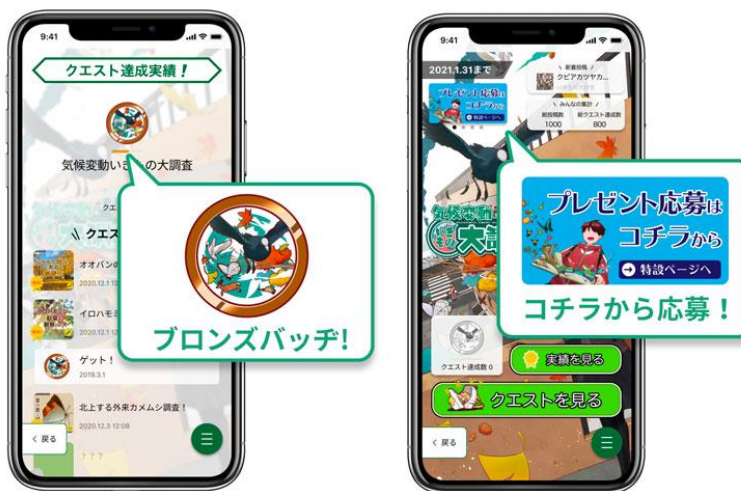 9:41
クエスト達成実績!
気候変動いきもの大調査
クエス
オオバンの
2020.12.1 12
イロハモミ
2020.12.1 12
ゲット!
2019.3.1
北上する外来カメムシ調査!
2020.12.3 12:08
???
く 戻る
ブロンズバッヂ!
9:41
2021.1.31まで
プレゼント応募は
コチラから
特設ページへ
新着投稿
クビアカツヤカ...
みんなの集計
総投稿数
1000
総クエスト達成数
800
大調
プレゼント応募は
コチラから
特設ページへ
コチラから応募!
クエスト達成数 0
実績を見る
クエストを見る
く 戻る